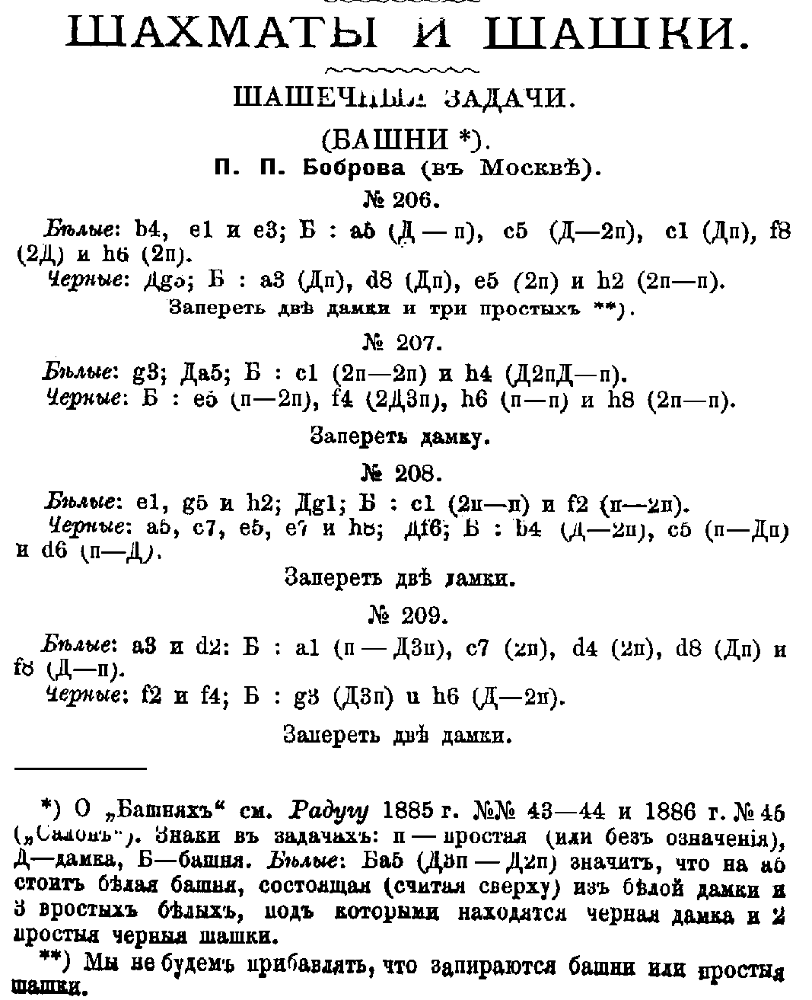 ШАХМАТЫ И ШАШКИ.
ШАШЕЧНЫЯ ЗАДАЧИ.
(БАШНИ *).
П. П. Боброва (въ Москвѣ).
№ 206.
Бѣлые: b4, e1 и e3; Б : a5 (Д — п), c5 (Д—2п), c1 (Дп), f8
(2Д) и h6 (2п).
Черные: Дg5; Б : a3 (Дп), d8 (Дп), e5 (2п) и h2 (2п—п).
Запереть двѣ дамки и три простыхъ **).
№ 207.
Бѣлые: g3; Да5; Б : c1 (2п—2п) и h4 (Д2пД—п).
Черные: Б : e5 (п—2п), f4 (2Д3п), h6 (п—п) и h8 (2п—п).
Запереть дамку.
№ 208.
Бѣлые: e1, g5 и h2; Дg1; Б : c1 (2п—п) и f2 (п—2п).
Черные: a5, c7, e5, e7 и h8; Дf6; Б : b4 (Д—2п), c5 (п—Дп)
и d6 (п—Д).
Запереть двѣ дамки.
№ 209.
Бѣлые: a3 и d2: Б : a1 (п — Д3п), c7 (2п), d4 (2п), d8 (Дп) и
f8 (Д—п).
Черные: f2 и f4; Б : g3 (Д3п) и h6 (Д—2п).
Запереть двѣ дамки.
*) О „Башняхъ“ см. Радугу 1885 г. №№ 43—44 и 1886 г. № 45
(„Салонъ“). Знаки въ задачахъ: п — простая (или безъ означенія),
Д—дамка, Б—башня. Бѣлые: Ба5 (Д3п — Д2п) значитъ, что на a5
стоитъ бѣлая башня, состоящая (считая сверху) изъ бѣлой дамки и
3 простыхъ бѣлыхъ, подъ которыми находятся черная дамка и 2
простыя черныя шашки.
**) Мы не будемъ прибавлять, что запираются башни или простыя
шашки.